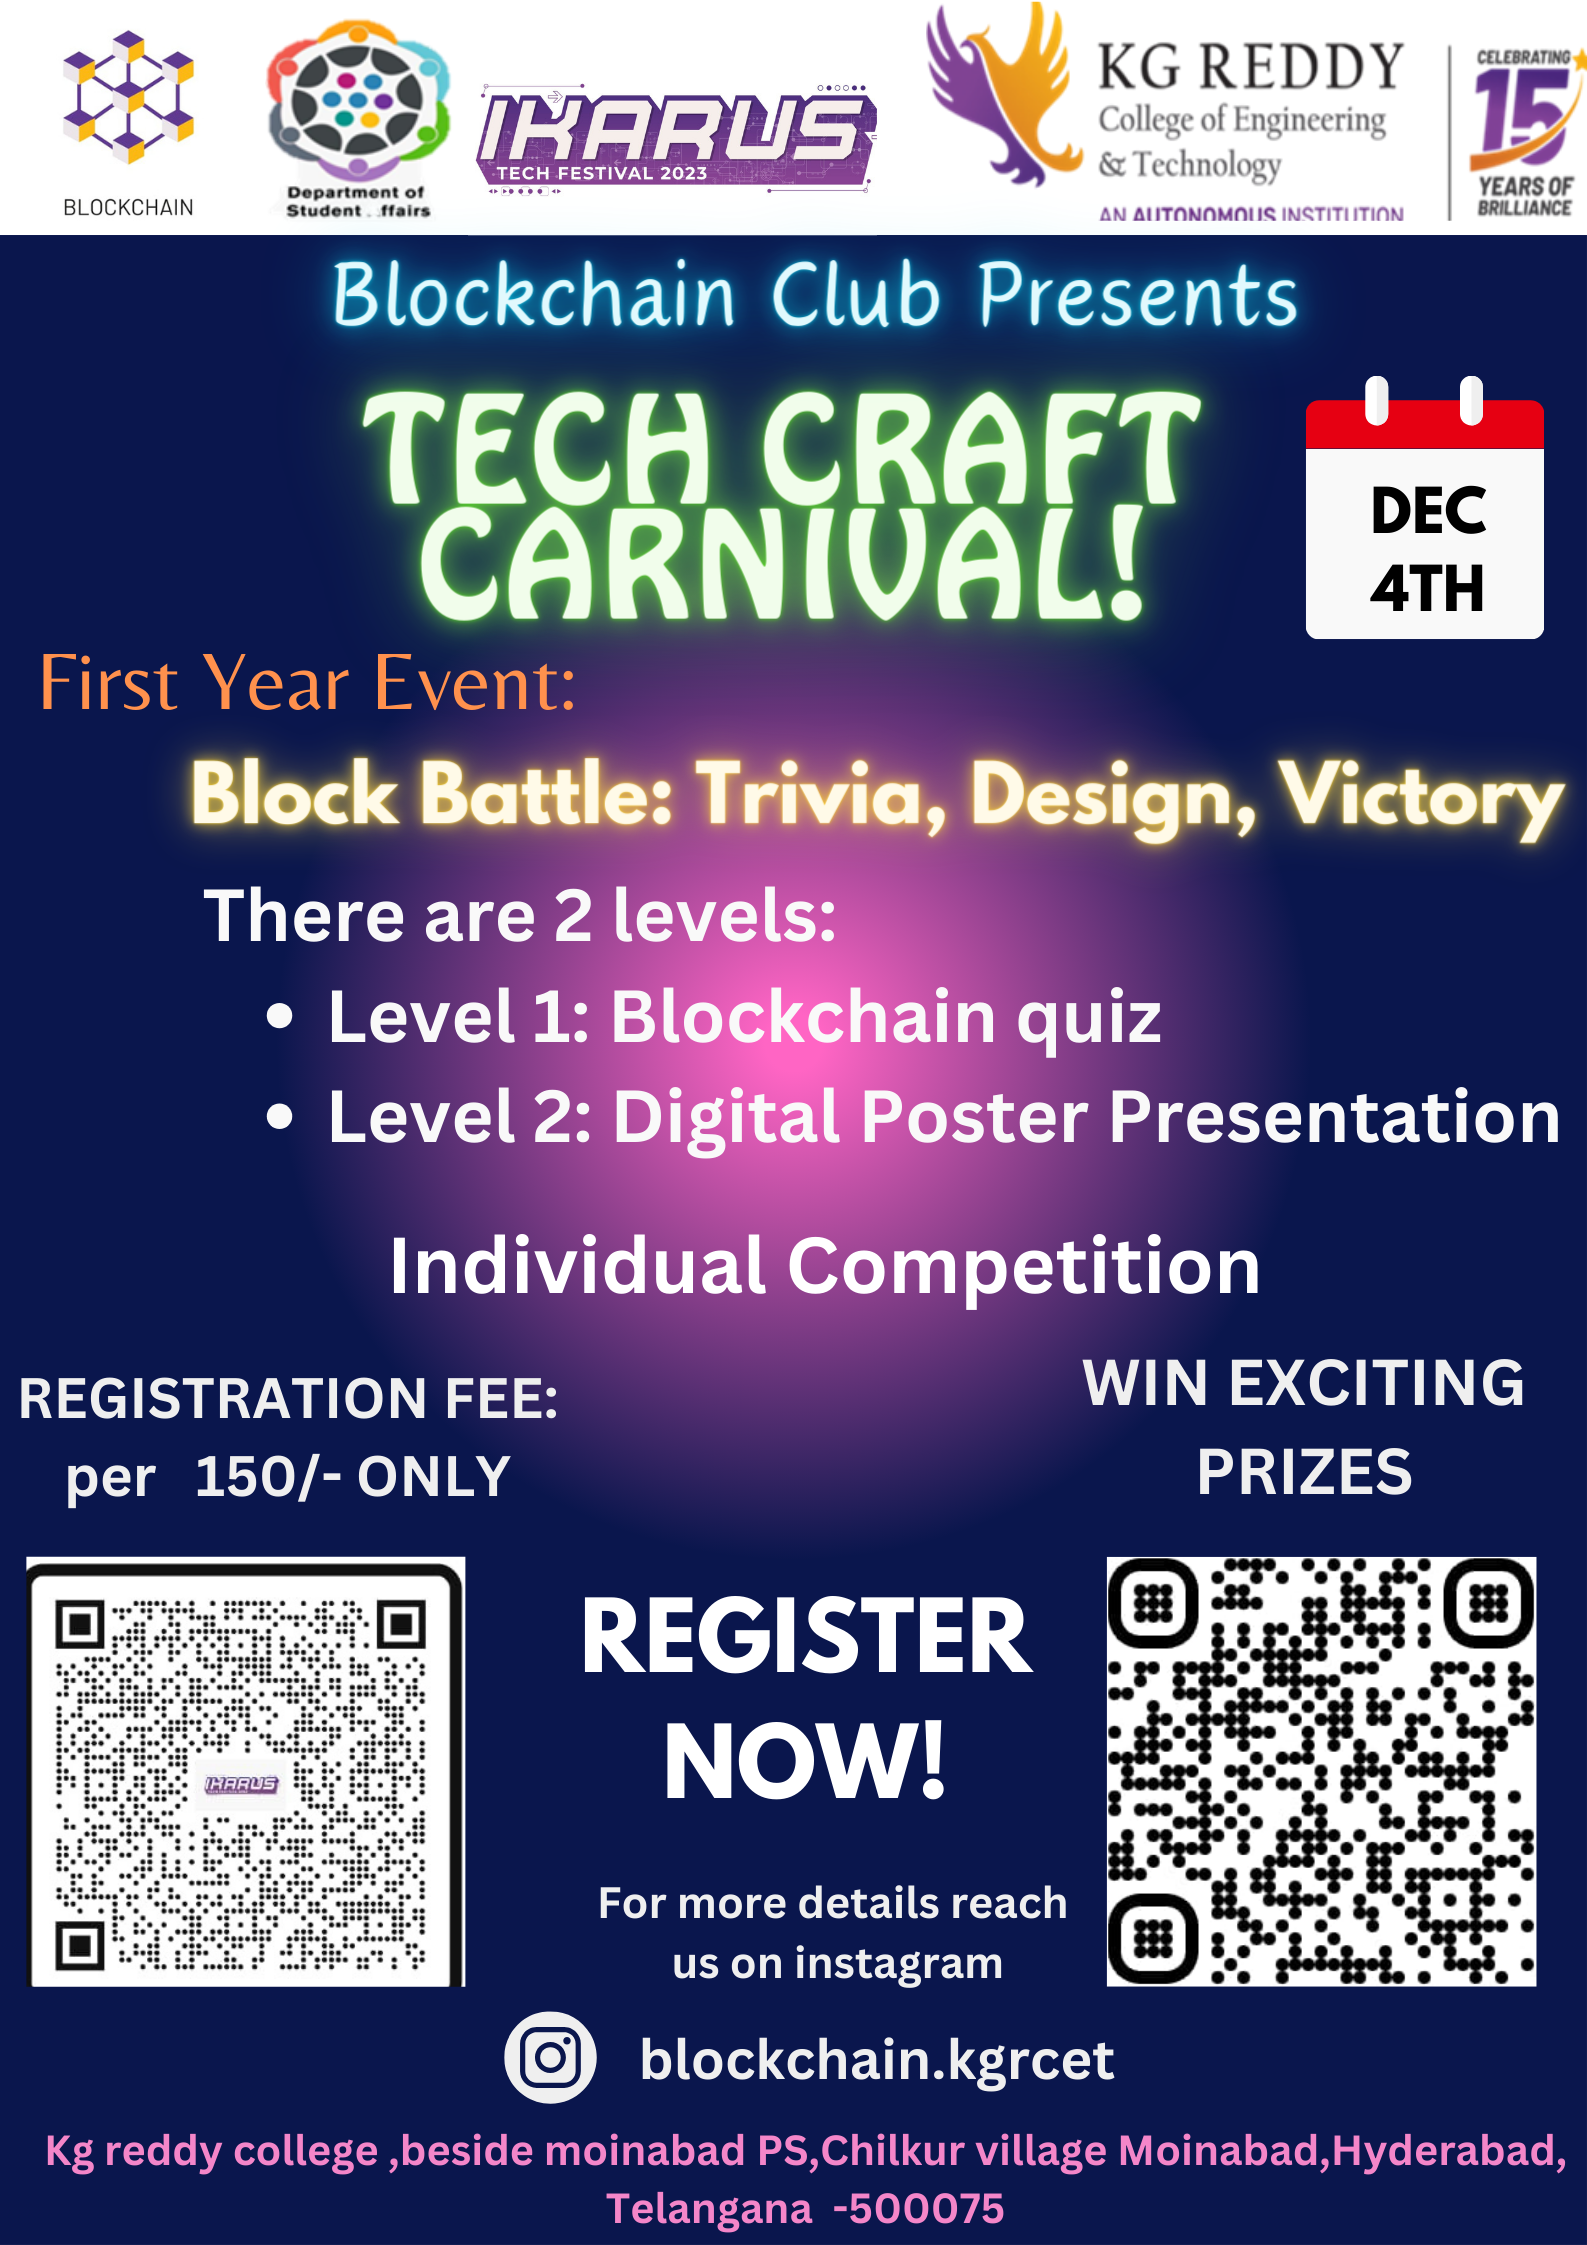 BLOCKCHAIN
Department of
Student ffairs
IKARUS
TECH FESTIVAL 2023
KG REDDY
College of Engineering
& Technology
AN AUTONOMOUS INSTITUTION
CELEBRATING
15
YEARS OF
BRILLIANCE
Blockchain Club Presents
TECH CRAFT
CARNIVAL!
DEC
4TH
First Year Event:
Block Battle: Trivia, Design, Victory
There are 2 levels:
• Level 1: Blockchain quiz
• Level 2: Digital Poster Presentation
Individual Competition
REGISTRATION FEE:
per 150/- ONLY
WIN EXCITING
PRIZES
IKARUS
REGISTER
NOW!
For more details reach
us on instagram
blockchain.kgrcet
Kg reddy college ,beside moinabad PS,Chilkur village Moinabad,Hyderabad,
Telangana -500075